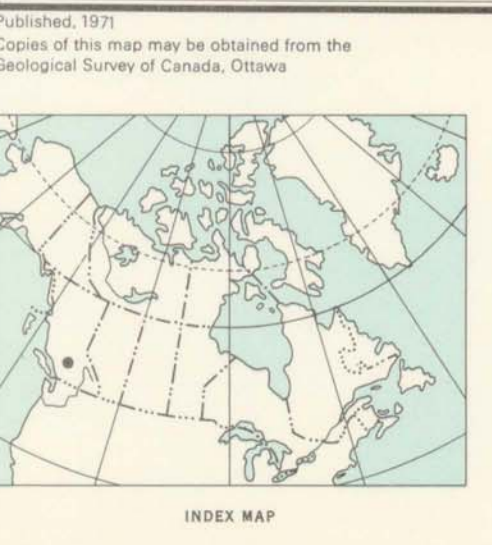 Published, 1971
Copies of this map may be obtained from the
Geological Survey of Canada, Ottawa
INDEX MAP